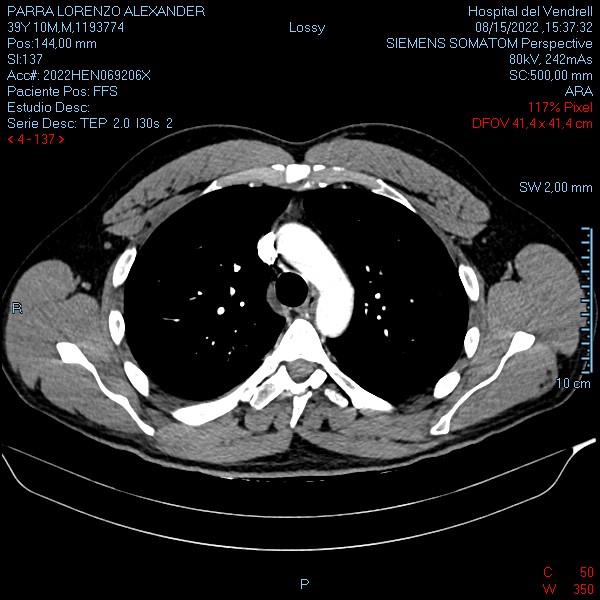 PARRA LORENZO ALEXANDER
39Y 10M,M,1193774
Pos:144,00 mm
SI:137
Acc#: 2022HEN069206X
Paciente Pos: FFS
Estudio Desc:
Serie Desc: TEP 2.0 I30s 2
< 4 - 137 >
Lossy
Hospital del Vendrell
08/15/2022 ,15:37:32
SIEMENS SOMATOM Perspective
80kV, 242mAs
SC:500,00 mm
ARA
117% Pixel
DFOV 41,4 x 41,4 cm
SW 2,00 mm
R
10 cm
P
C 50
W 350